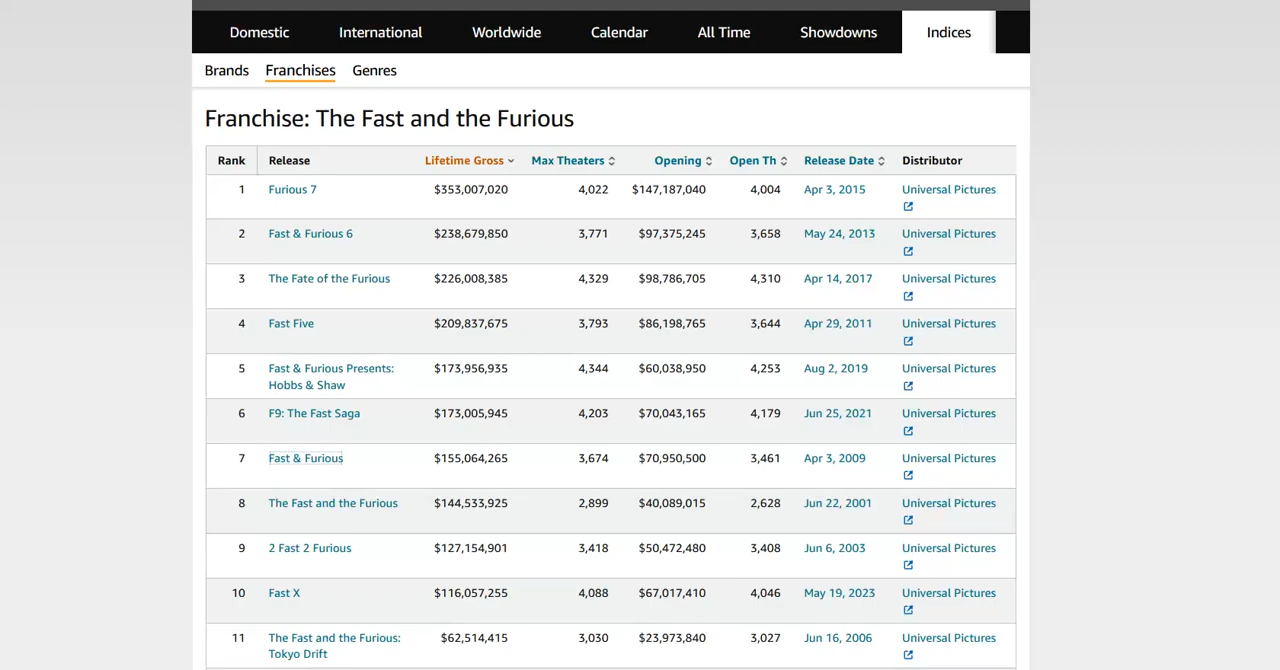 Domestic International Worldwide Calendar All Time Showdowns Indices
Brands Franchises Genres
Franchise: The Fast and the Furious
Rank Release Lifetime Gross Max Theaters Opening Open Th Release Date Distributor
1 Furious 7 $353,007,020 4,022 $147,187,040 4,004 Apr 3, 2015 Universal Pictures
2 Fast & Furious 6 $238,679,850 3,771 $97,375,245 3,658 May 24, 2013 Universal Pictures
3 The Fate of the Furious $226,008,385 4,329 $98,786,705 4,310 Apr 14, 2017 Universal Pictures
4 Fast Five $209,837,675 3,793 $86,198,765 3,644 Apr 29, 2011 Universal Pictures
5 Fast & Furious Presents: $173,956,935 4,344 $60,038,950 4,253 Aug 2, 2019 Universal Pictures
Hobbs & Shaw
6 F9: The Fast Saga $173,005,945 4,203 $70,043,165 4,179 Jun 25, 2021 Universal Pictures
7 Fast & Furious $155,064,265 3,674 $70,950,500 3,461 Apr 3, 2009 Universal Pictures
8 The Fast and the Furious $144,533,925 2,899 $40,089,015 2,628 Jun 22, 2001 Universal Pictures
9 2 Fast 2 Furious $127,154,901 3,418 $50,472,480 3,408 Jun 6, 2003 Universal Pictures
10 Fast X $116,057,255 4,088 $67,017,410 4,046 May 19, 2023 Universal Pictures
11 The Fast and the Furious: $62,514,415 3,030 $23,973,840 3,027 Jun 16, 2006 Universal Pictures
Tokyo Drift